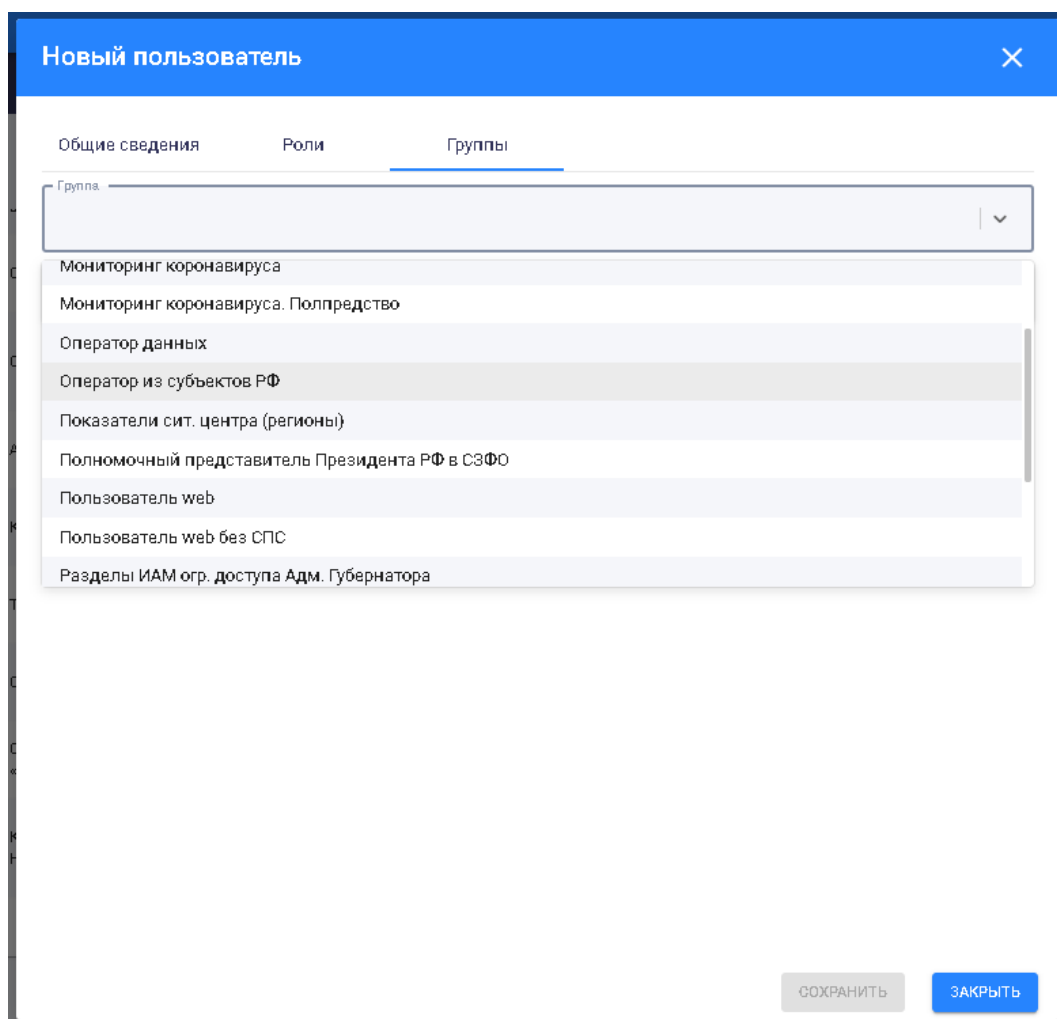 Новый пользователь
Общие сведения Роли Группы
Группа
Мониторинг коронавируса
Мониторинг коронавируса. Полпредство
Оператор данных
Оператор из субъектов РФ
Показатели сит. центра (регионы)
Полномочный представитель Президента РФ в СЗФО
Пользователь web
Пользователь web без СПС
Разделы ИАМ огр. доступа Адм. Губернатора
СОХРАНИТЬ ЗАКРЫТЬ